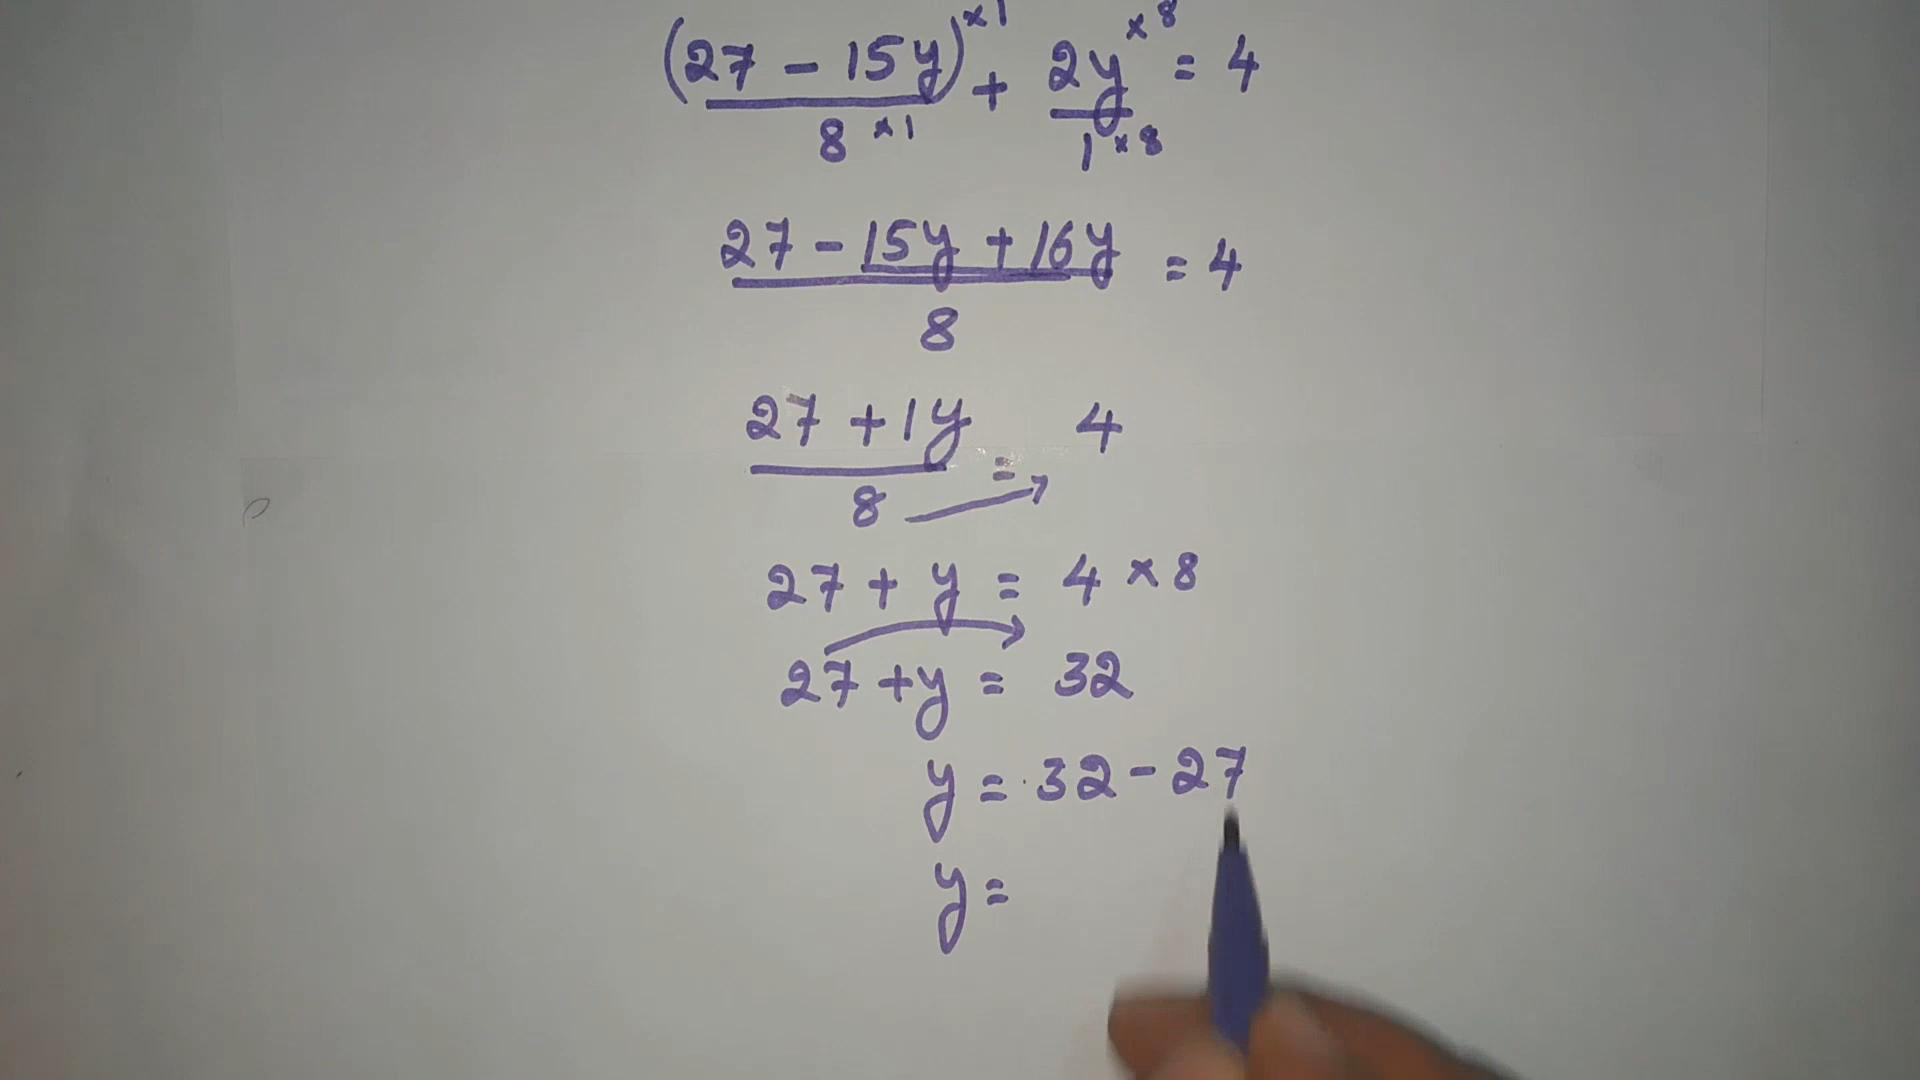 (27 - 15y)×1 / 8×1 + 2y×8 / 1×8 = 4
27 - 15y + 16y / 8 = 4
27 + 1y / 8 = 4
27 + y = 4 × 8
27 + y = 32
y = 32 - 27
y =